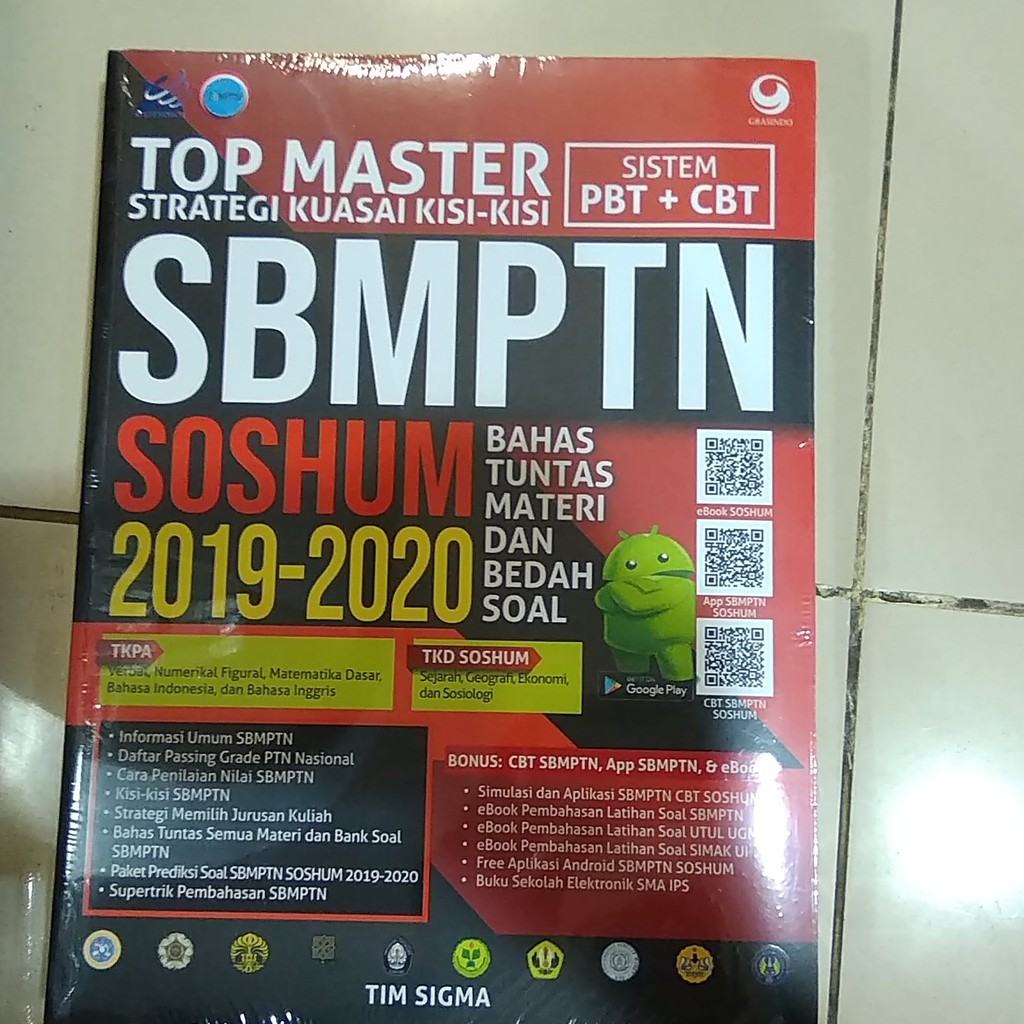 GRASINDO
TOP MASTER
STRATEGI KUASAI KISI-KISI
SISTEM
PBT + CBT
SBMPTN
SOSHUM
2019-2020
BAHAS
TUNTAS
MATERI
DAN
BEDAH
SOAL
eBook SOSHUM
App SBMPTN
SOSHUM
CBT SBMPTN
SOSHUM
Google Play
TKPA
Verbal, Numerikal Figural, Matematika Dasar,
Bahasa Indonesia, dan Bahasa Inggris
TKD SOSHUM
Sejarah, Geografi, Ekonomi,
dan Sosiologi
• Informasi Umum SBMPTN
• Daftar Passing Grade PTN Nasional
• Cara Penilaian Nilai SBMPTN
• Kisi-kisi SBMPTN
• Strategi Memilih Jurusan Kuliah
• Bahas Tuntas Semua Materi dan Bank Soal
SBMPTN
• Paket Prediksi Soal SBMPTN SOSHUM 2019-2020
• Supertrik Pembahasan SBMPTN
BONUS: CBT SBMPTN, App SBMPTN, & eBook
• Simulasi dan Aplikasi SBMPTN CBT SOSHUM
• eBook Pembahasan Latihan Soal SBMPTN
• eBook Pembahasan Latihan Soal UTUL UGM
• eBook Pembahasan Latihan Soal SIMAK UI
• Free Aplikasi Android SBMPTN SOSHUM
• Buku Sekolah Elektronik SMA IPS
TIM SIGMA